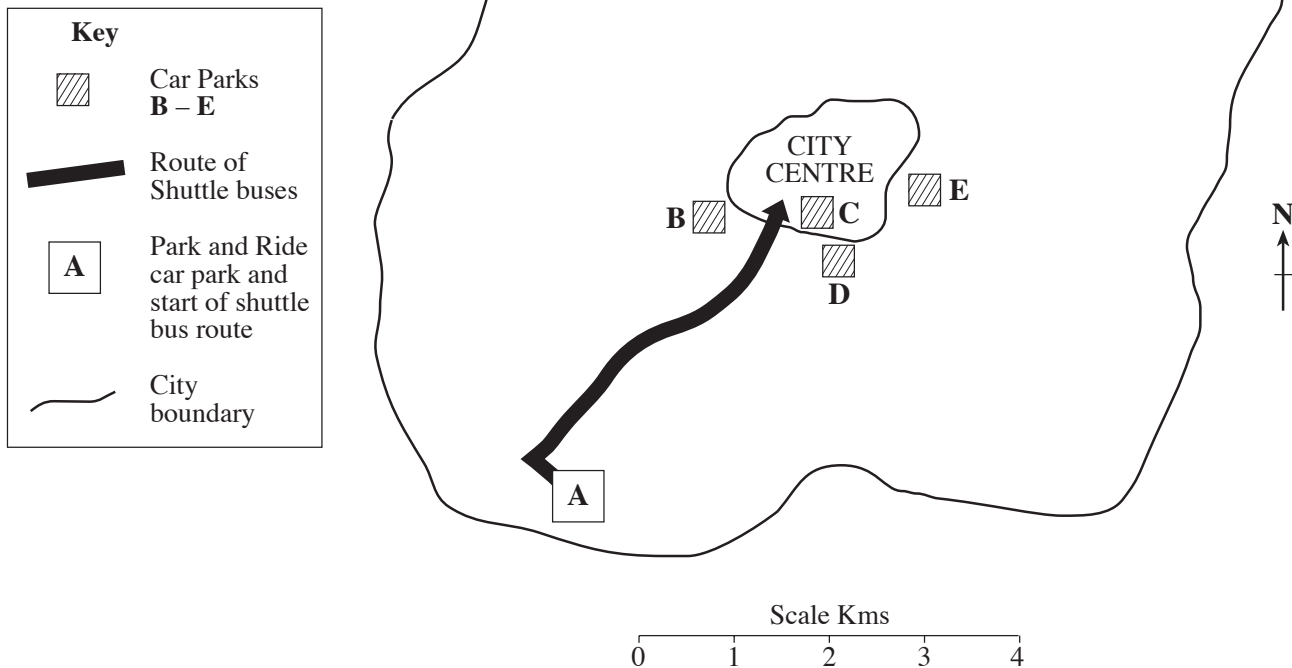 Key
Car Parks
B – E
Route of
Shuttle buses
A
Park and Ride
car park and
start of shuttle
bus route
City
boundary
CITY
CENTRE
B
C
E
D
A
N
Scale Kms
0 1 2 3 4